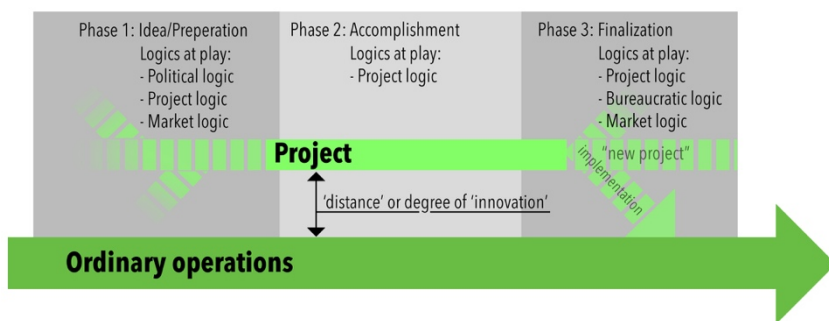 Phase 1: Idea/Preperation
Logics at play:
- Political logic
- Project logic
- Market logic
Phase 2: Accomplishment
Logics at play:
- Project logic
Phase 3: Finalization
Logics at play:
- Project logic
- Bureaucratic logic
- Market logic
Project
"new project"
implementation
‘distance’ or degree of ‘innovation’
Ordinary operations